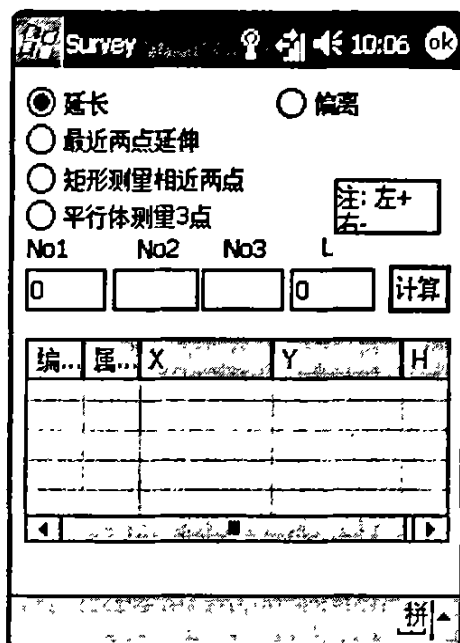 Survey 10:06 ok
延长 偏离
最近两点延伸
矩形测量相近两点
平行体测量3点
注: 左+
右-
No1 No2 No3 L
0 0 计算
编... 属... X Y H
拼